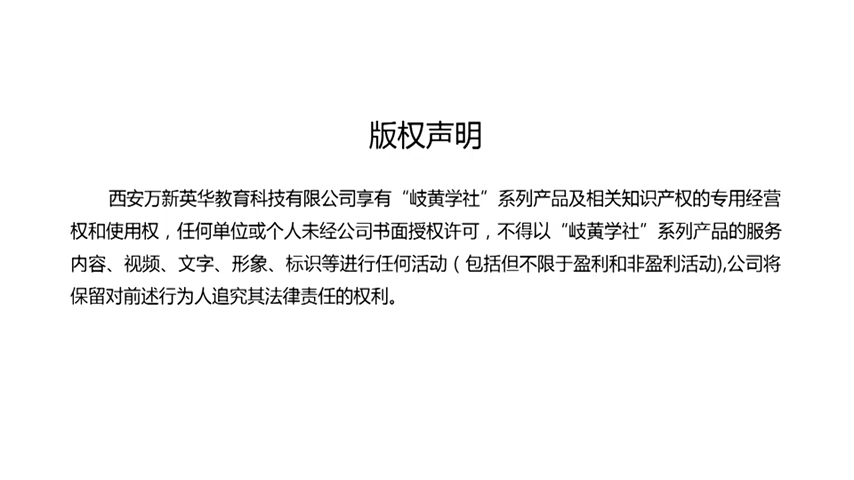 版权声明
西安万新英华教育科技有限公司享有“岐黄学社”系列产品及相关知识产权的专用经营
权和使用权，任何单位或个人未经公司书面授权许可，不得以“岐黄学社”系列产品的服务
内容、视频、文字、形象、标识等进行任何活动（包括但不限于盈利和非盈利活动),公司将
保留对前述行为人追究其法律责任的权利。